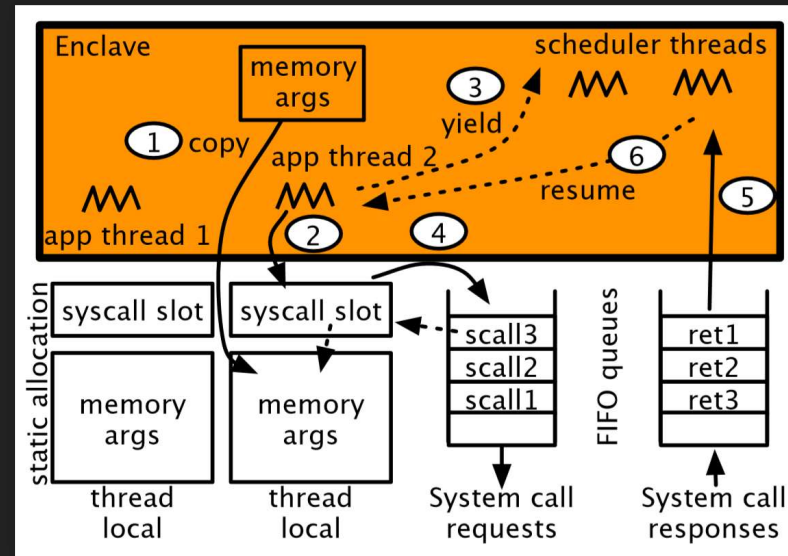 Enclave
scheduler threads
memory
args
3
yield
1
copy
app thread 2
6
resume
5
app thread 1
2
4
static allocation
syscall slot
syscall slot
scall3
scall2
scall1
FIFO queues
ret1
ret2
ret3
memory
args
memory
args
thread
local
thread
local
System call
requests
System call
responses